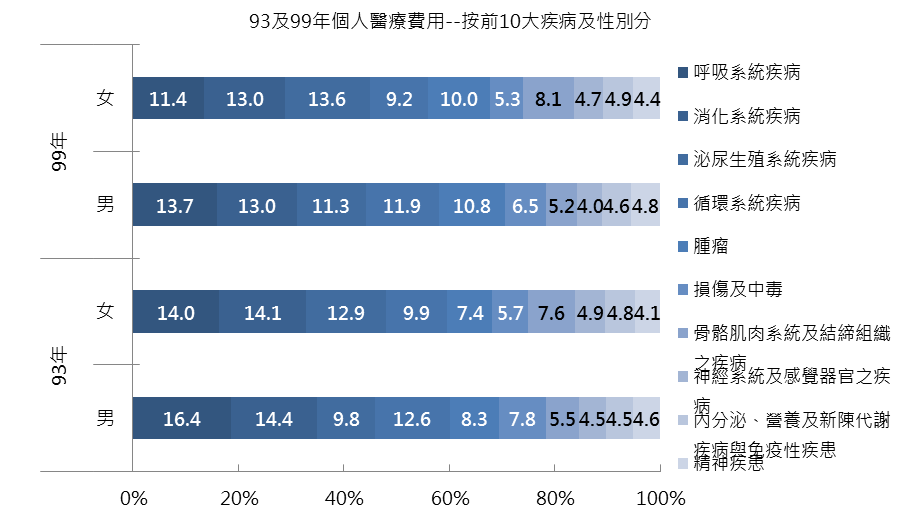 93及99年個人醫療費用--按前10大疾病及性別分
99年
女
11.4 13.0 13.6 9.2 10.0 5.3 8.1 4.7 4.9 4.4
男
13.7 13.0 11.3 11.9 10.8 6.5 5.2 4.0 4.6 4.8
93年
女
14.0 14.1 12.9 9.9 7.4 5.7 7.6 4.9 4.8 4.1
男
16.4 14.4 9.8 12.6 8.3 7.8 5.5 4.5 4.5 4.6
0% 20% 40% 60% 80% 100%
呼吸系統疾病
消化系統疾病
泌尿生殖系統疾病
循環系統疾病
腫瘤
損傷及中毒
骨骼肌肉系統及結締組織
之疾病
神經系統及感覺器官之疾
病
內分泌、營養及新陳代謝
疾病與免疫性疾患
精神疾患